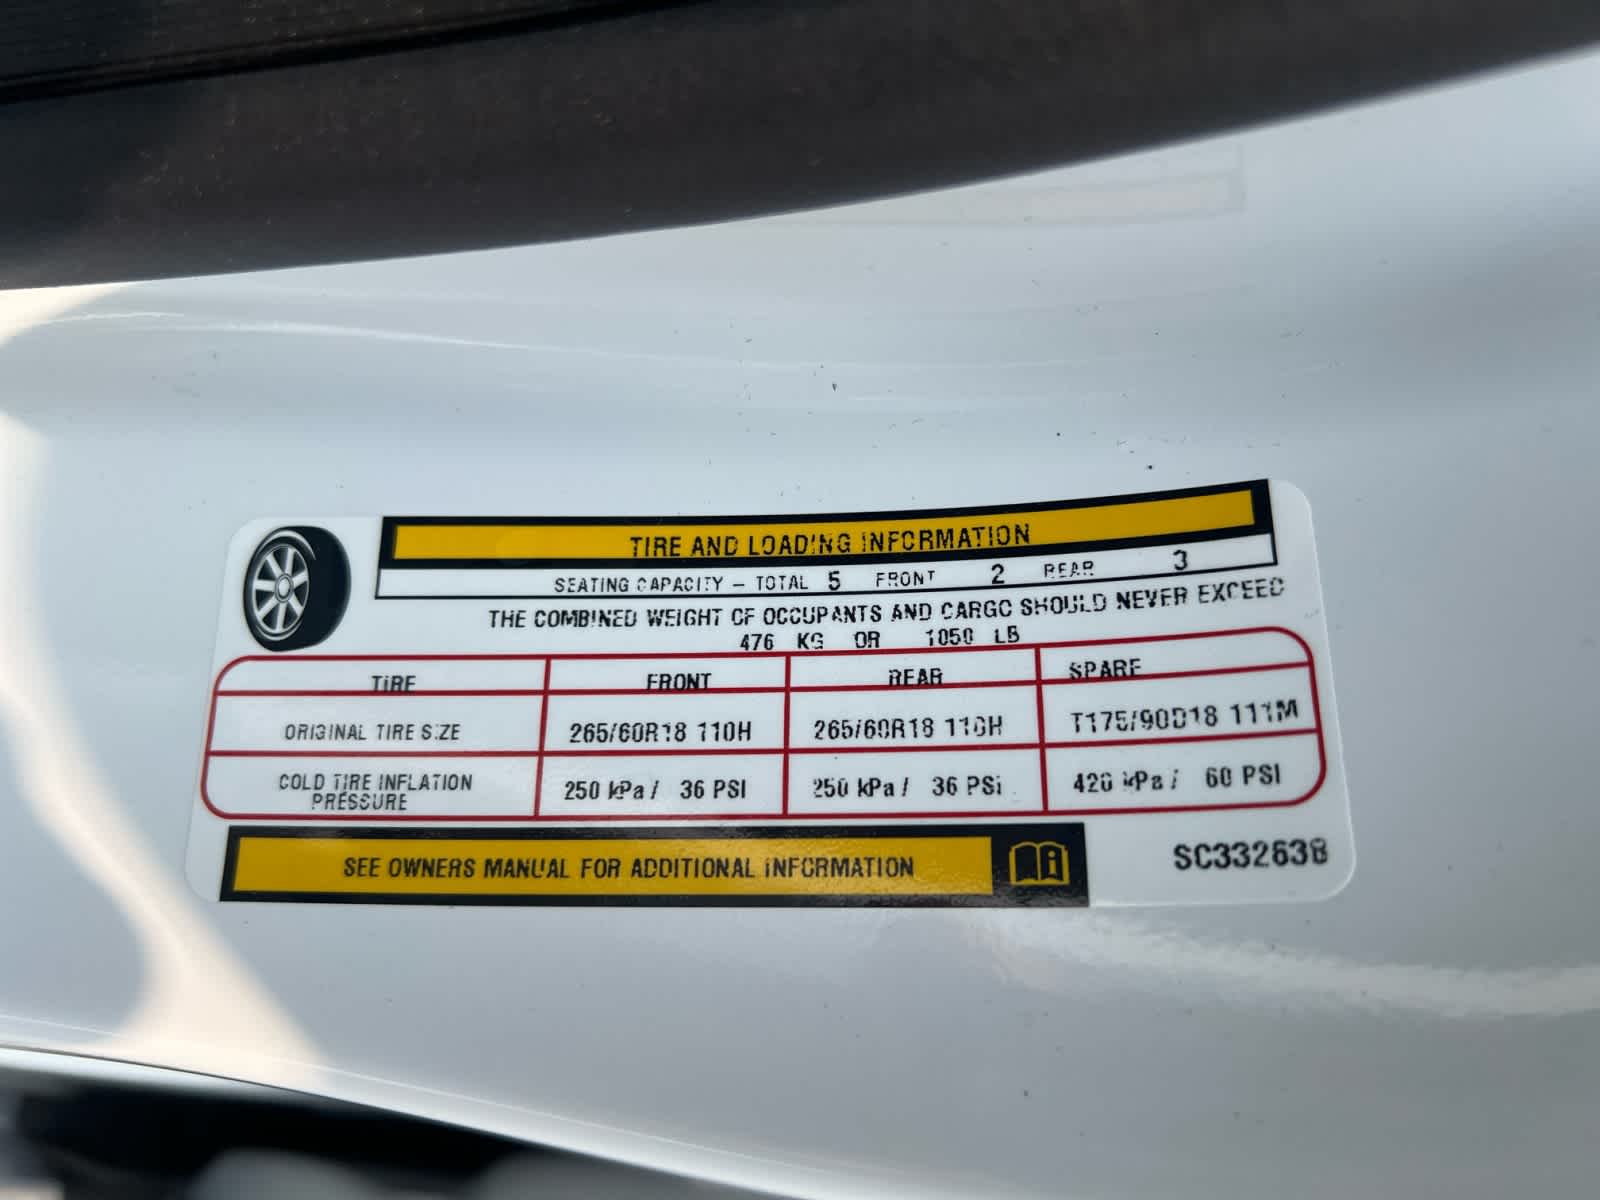 TIRE AND LOADING INFORMATION
SEATING CAPACITY – TOTAL 5 FRONT 2 REAR 3
THE COMBINED WEIGHT OF OCCUPANTS AND CARGO SHOULD NEVER EXCEED
476 KG OR 1050 LB
TIRE FRONT REAR SPARE
ORIGINAL TIRE SIZE 265/60R18 110H 265/60R18 110H T175/90D18 111M
COLD TIRE INFLATION PRESSURE 250 kPa / 36 PSI 250 kPa / 36 PSI 420 kPa / 60 PSI
SEE OWNERS MANUAL FOR ADDITIONAL INFORMATION
SC332638